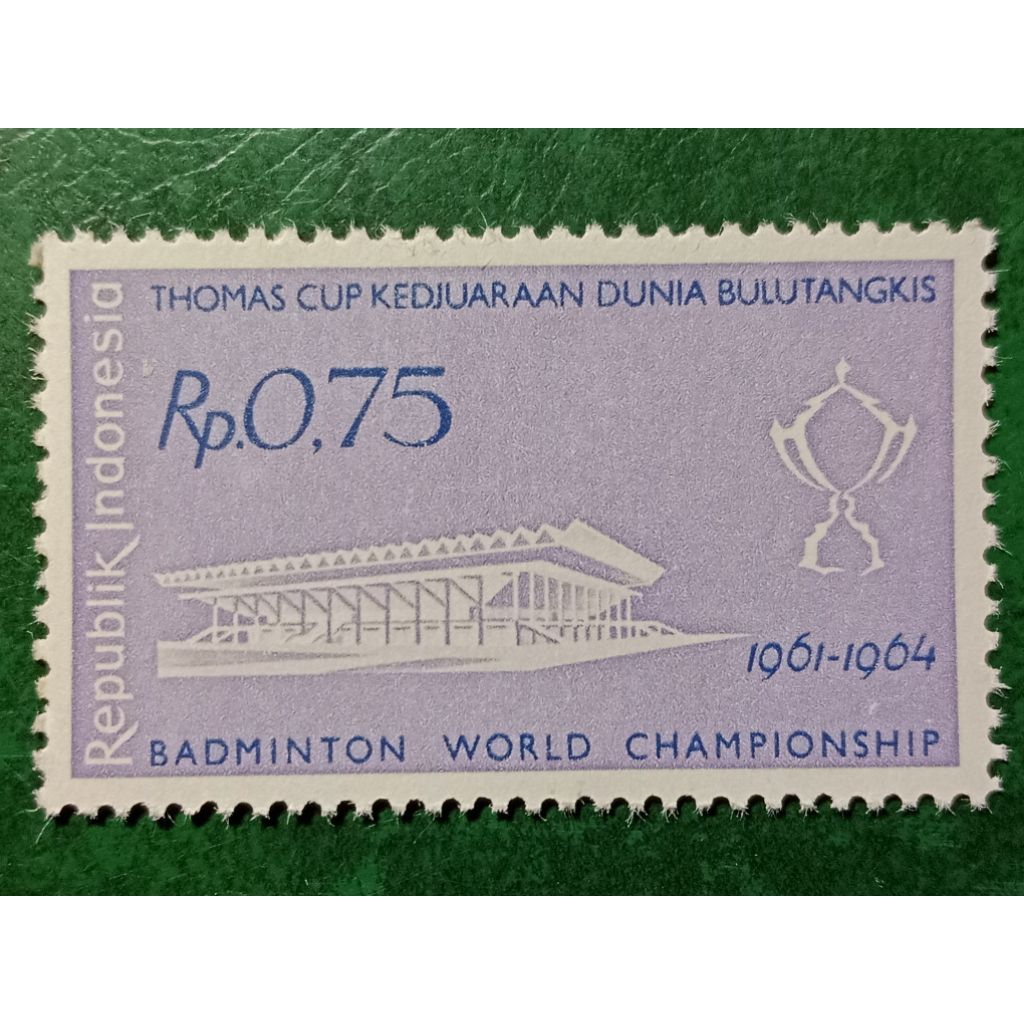 THOMAS CUP KEDJUARAAN DUNIA BULUTANGKIS
Rp.0,75
Republik Indonesia
1961-1964
BADMINTON WORLD CHAMPIONSHIP